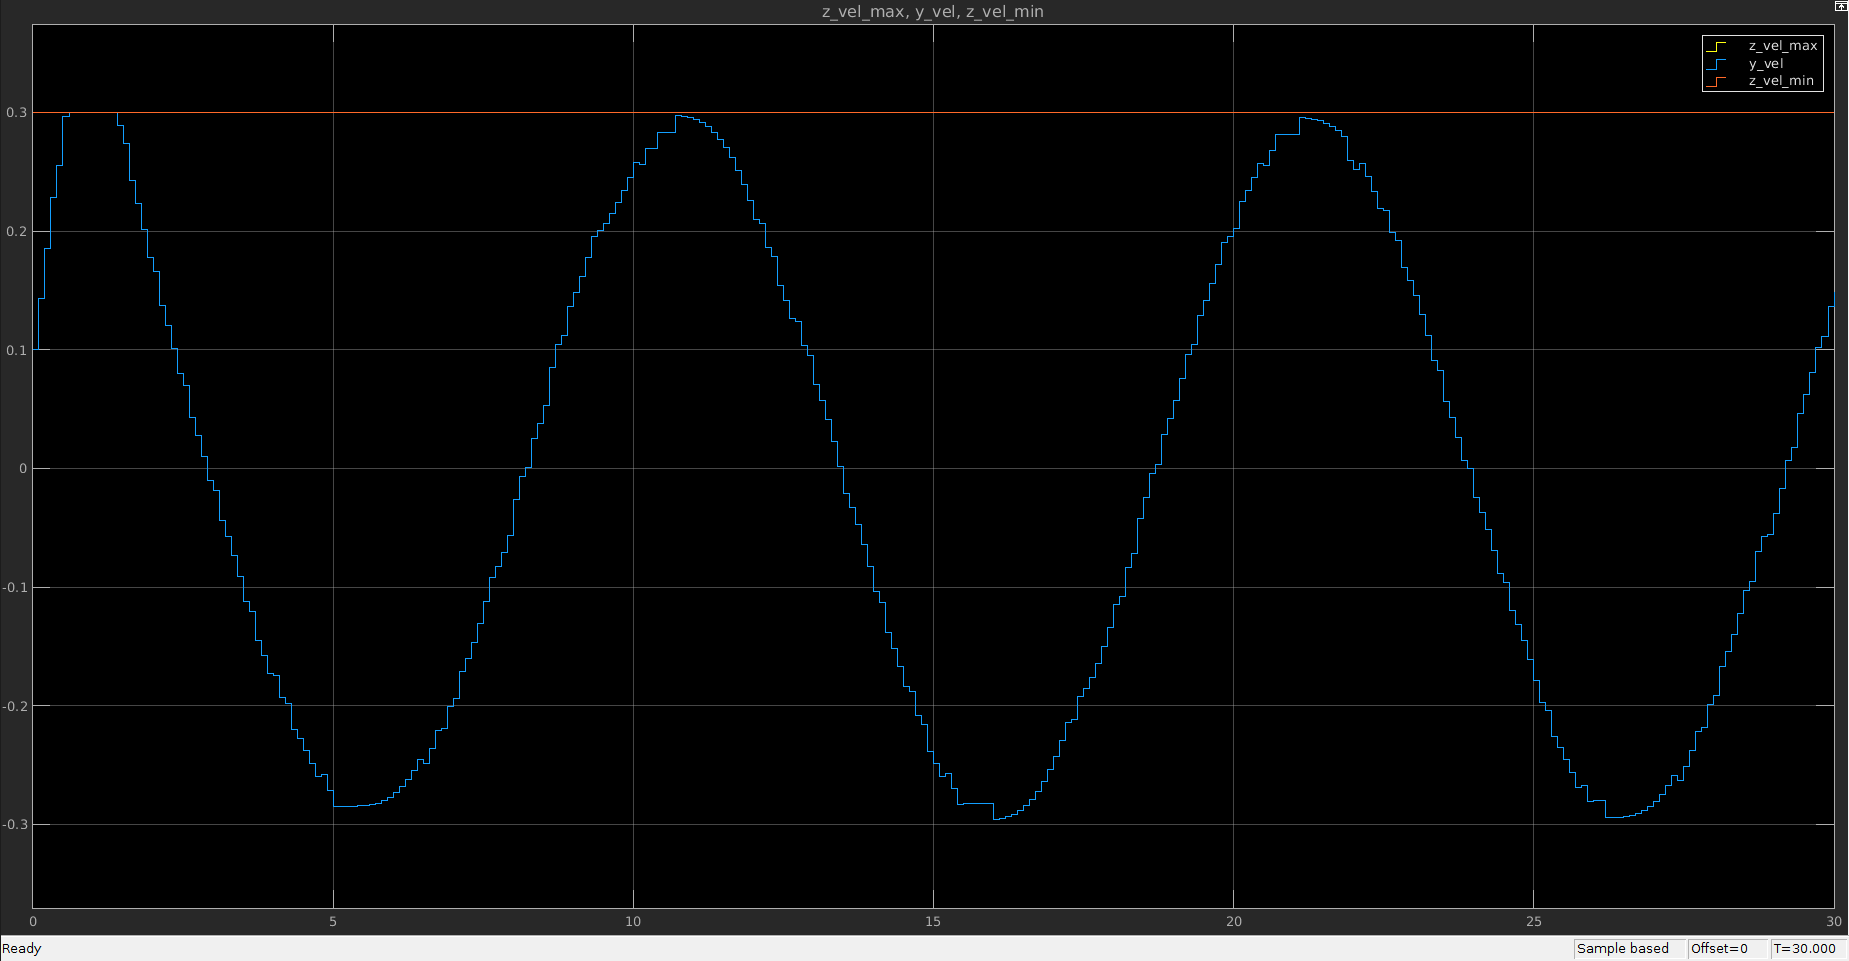 z_vel_max, y_vel, z_vel_min
z_vel_max
y_vel
z_vel_min
0.3
0.2
0.1
0
-0.1
-0.2
-0.3
0 5 10 15 20 25 30
Ready Sample based Offset=0 T=30.000